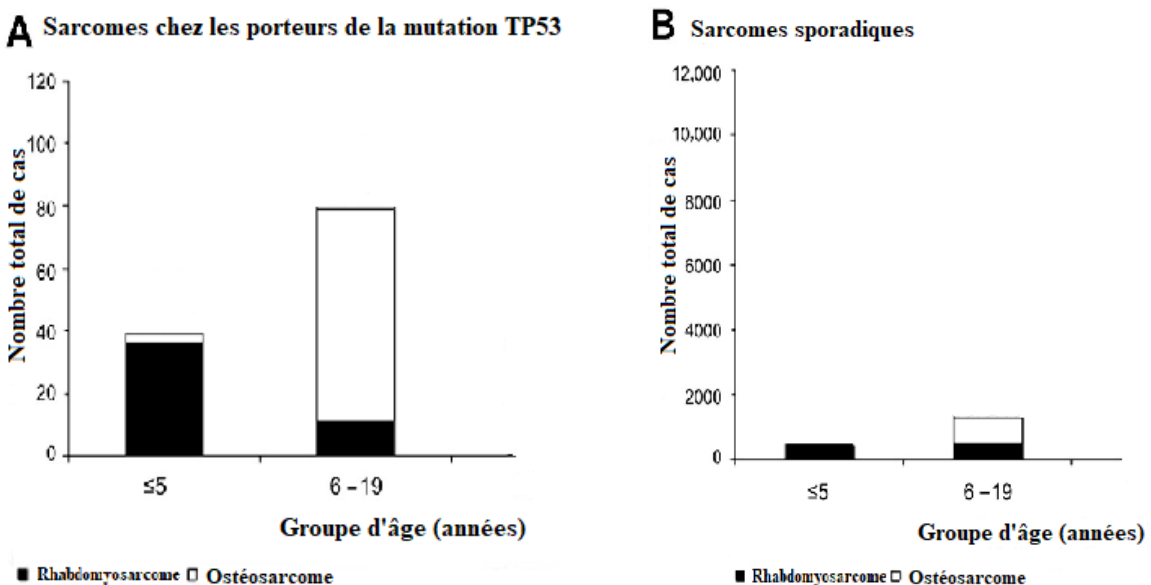 A Sarcomes chez les porteurs de la mutation TP53
Nombre total de cas
120
100
80
60
40
20
0
≤5
6 – 19
Groupe d'âge (années)
Rhabdomyosarcome Ostéosarcome
B Sarcomes sporadiques
Nombre total de cas
12,000
10,000
8000
6000
4000
2000
0
≤5
6 – 19
Groupe d'âge (années)
Rhabdomyosarcome Ostéosarcome